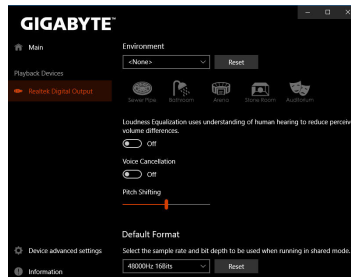 GIGABYTE™
Main
Playback Devices
Realtek Digital Output
Device advanced settings
Information
Environment
<None>
Reset
Sewer Pipe
Bathroom
Arena
Stone Room
Auditorium
Loudness Equalization uses understanding of human hearing to reduce perceive
volume differences.
Off
Voice Cancellation
Off
Pitch Shifting
Default Format
Select the sample rate and bit depth to be used when running in shared mode.
48000Hz 16Bits
Reset